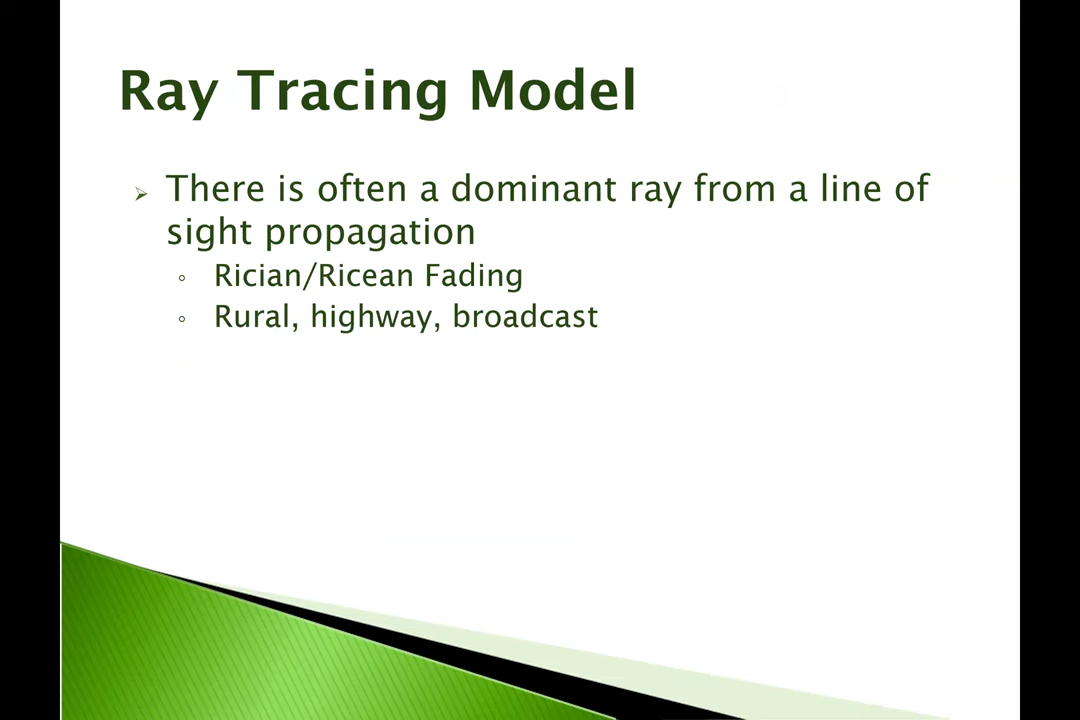 Ray Tracing Model
There is often a dominant ray from a line of
sight propagation
Rician/Ricean Fading
Rural, highway, broadcast